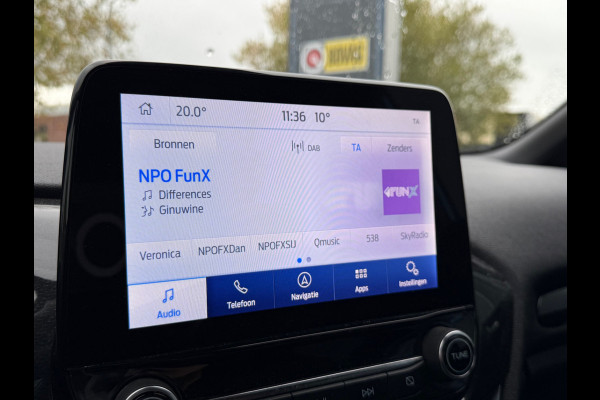 20.0° 11:36 10° TA
Bronnen DAB TA Zenders
NPO FunX
Differences
Ginuwine
FUNX
Veronica NPOFXDan NPOFXSU Qmusic 538 SkyRadio
Audio Telefoon Navigatie Apps Instellingen
TUNE